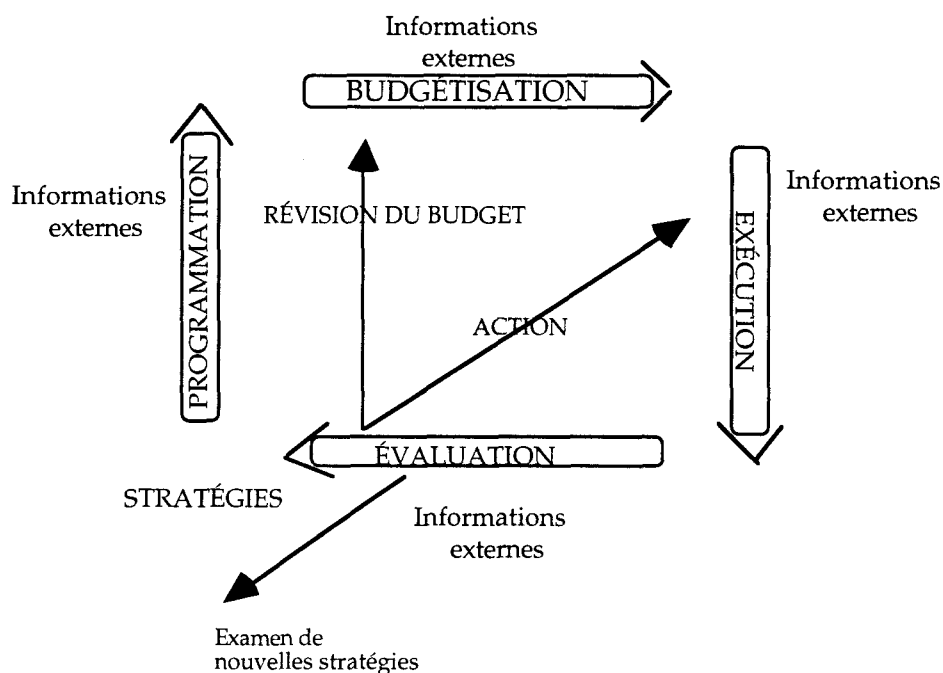 Informations
externes
BUDGÉTISATION
Informations
externes
PROGRAMMATION
RÉVISION DU BUDGET
Informations
externes
EXÉCUTION
ACTION
ÉVALUATION
STRATÉGIES
Informations
externes
Examen de
nouvelles stratégies